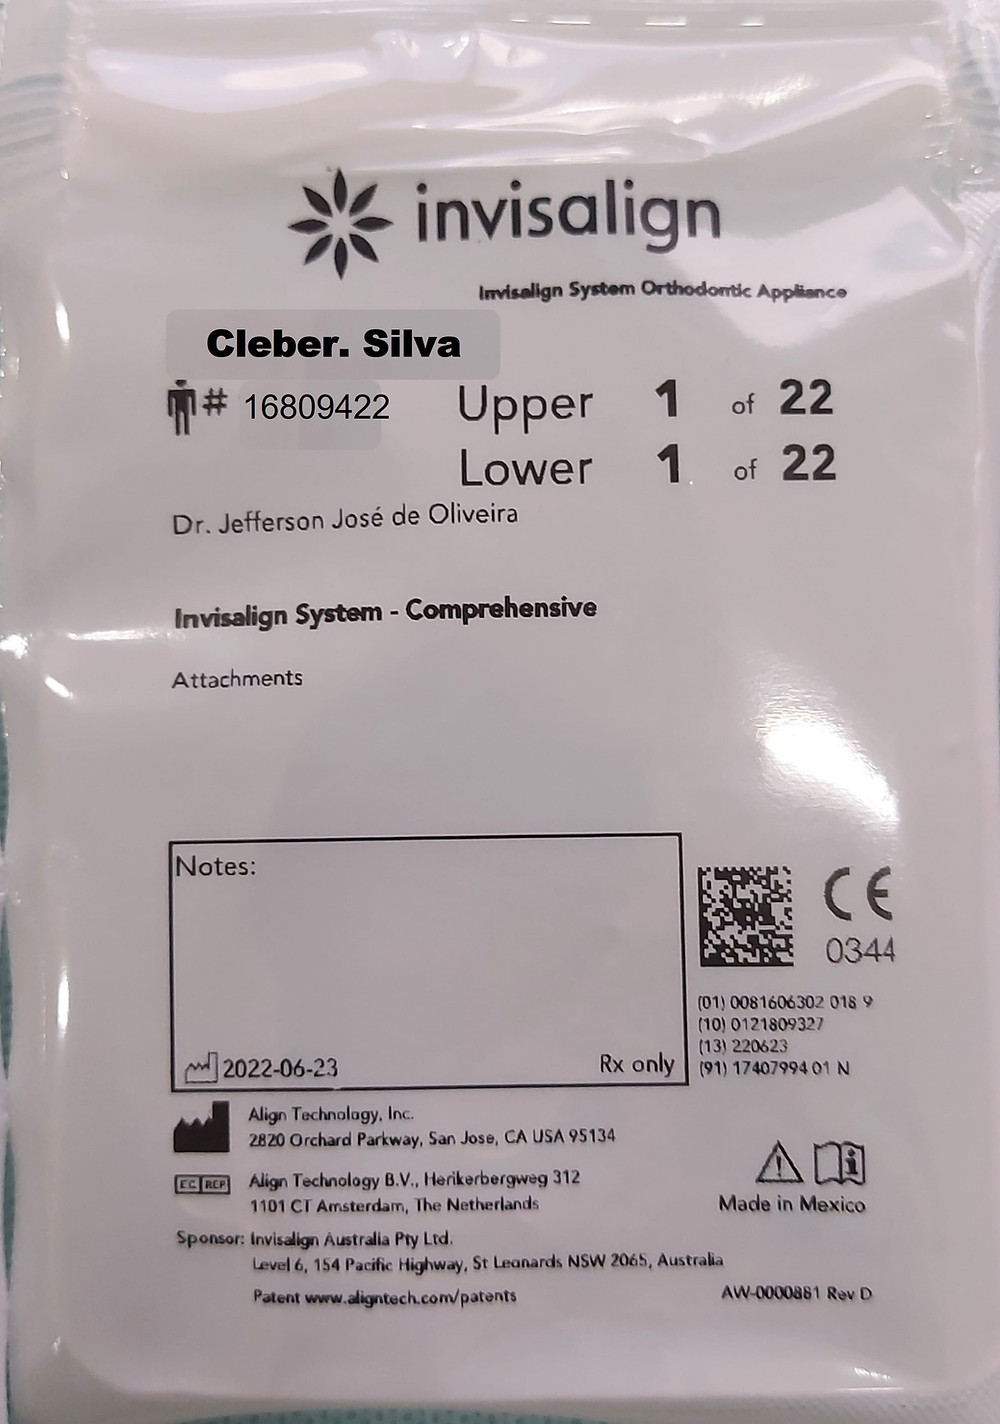 invisalign
Invisalign System Orthodontic Appliance
Cleber. Silva
# 16809422
Upper 1 of 22
Lower 1 of 22
Dr. Jefferson José de Oliveira
Invisalign System - Comprehensive
Attachments
Notes:
2022-06-23 Rx only
CE
0344
(01) 0081606302 018 9
(10) 0121809327
(13) 220623
(91) 17407994 01 N
Align Technology, Inc.
2820 Orchard Parkway, San Jose, CA USA 95134
EC REP
Align Technology B.V., Herikerbergweg 312
1101 CT Amsterdam, The Netherlands
Made in Mexico
Sponsor: Invisalign Australia Pty Ltd.
Level 6, 154 Pacific Highway, St Leonards NSW 2065, Australia
Patent www.aligntech.com/patents
AW-0000881 Rev D